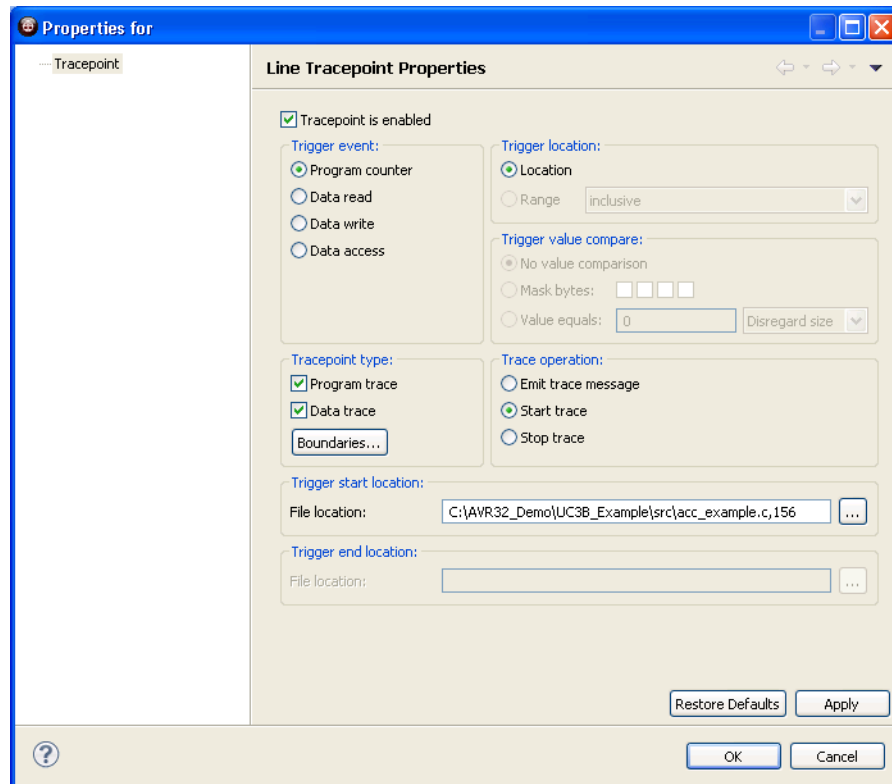 Properties for
Tracepoint
Line Tracepoint Properties
Tracepoint is enabled
Trigger event:
Program counter
Data read
Data write
Data access
Trigger location:
Location
Range inclusive
Trigger value compare:
No value comparison
Mask bytes:
Value equals: 0 Disregard size
Tracepoint type:
Program trace
Data trace
Boundaries...
Trace operation:
Emit trace message
Start trace
Stop trace
Trigger start location:
File location: C:\AVR32_Demo\UC3B_Example\src\acc_example.c,156 ...
Trigger end location:
File location: ...
Restore Defaults Apply
? OK Cancel